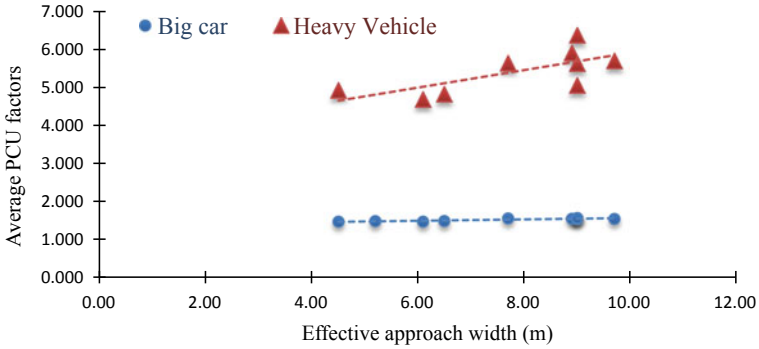 Big car
Heavy Vehicle
Average PCU factors
7.000
6.000
5.000
4.000
3.000
2.000
1.000
0.000
0.00 2.00 4.00 6.00 8.00 10.00 12.00
Effective approach width (m)